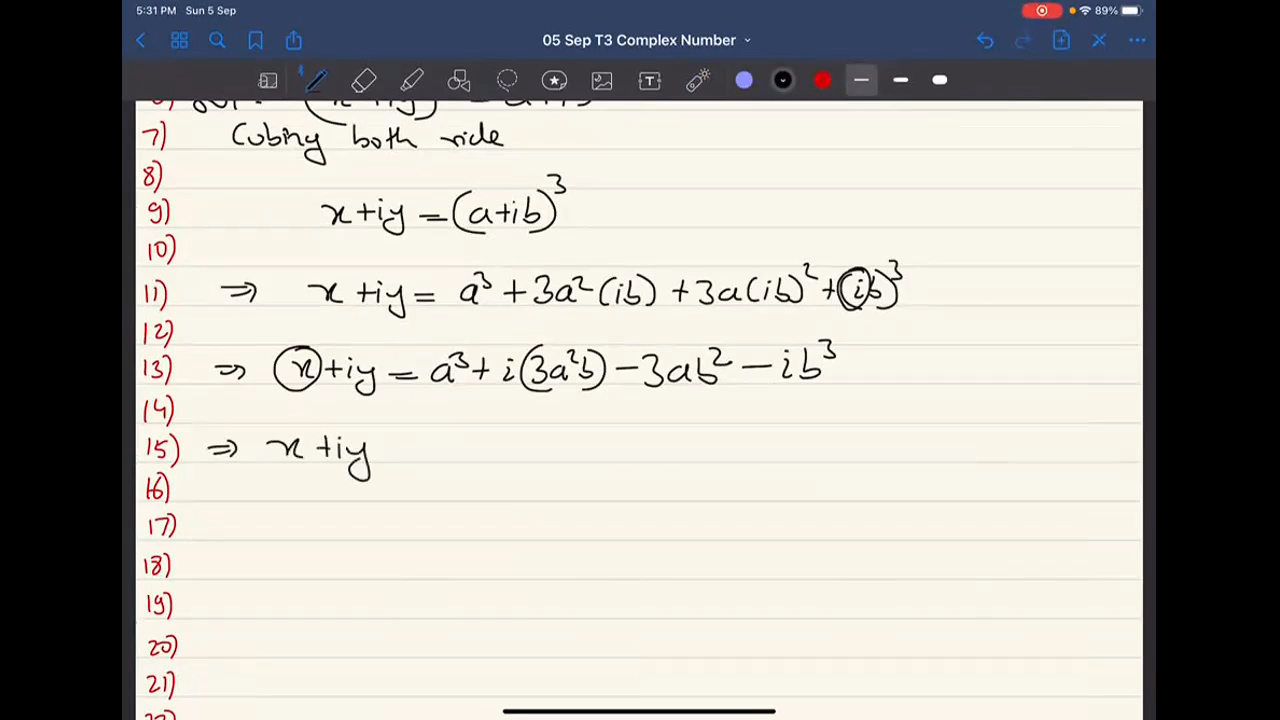 5:31 PM Sun 5 Sep 89%
05 Sep T3 Complex Number
7) Cubing both side
8)
9) x+iy = (a+ib)³
10)
11) ⇒ x+iy = a³ + 3a²(ib) + 3a(ib)² + (ib)³
12)
13) ⇒ x+iy = a³ + i(3a²b) - 3ab² - ib³
14)
15) ⇒ x+iy
16)
17)
18)
19)
20)
21)